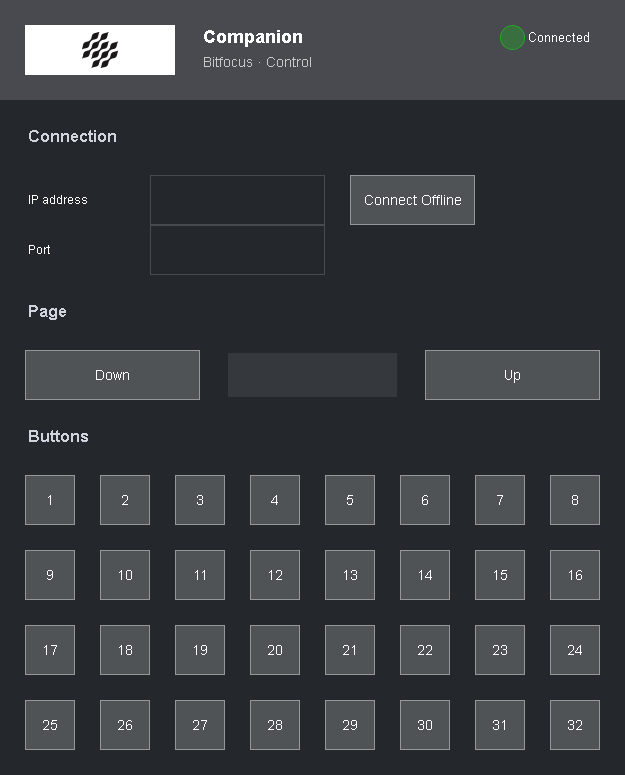 Companion
Connected
Bitfocus · Control
Connection
IP address
Connect Offline
Port
Page
Down
Up
Buttons
1 2 3 4 5 6 7 8
9 10 11 12 13 14 15 16
17 18 19 20 21 22 23 24
25 26 27 28 29 30 31 32